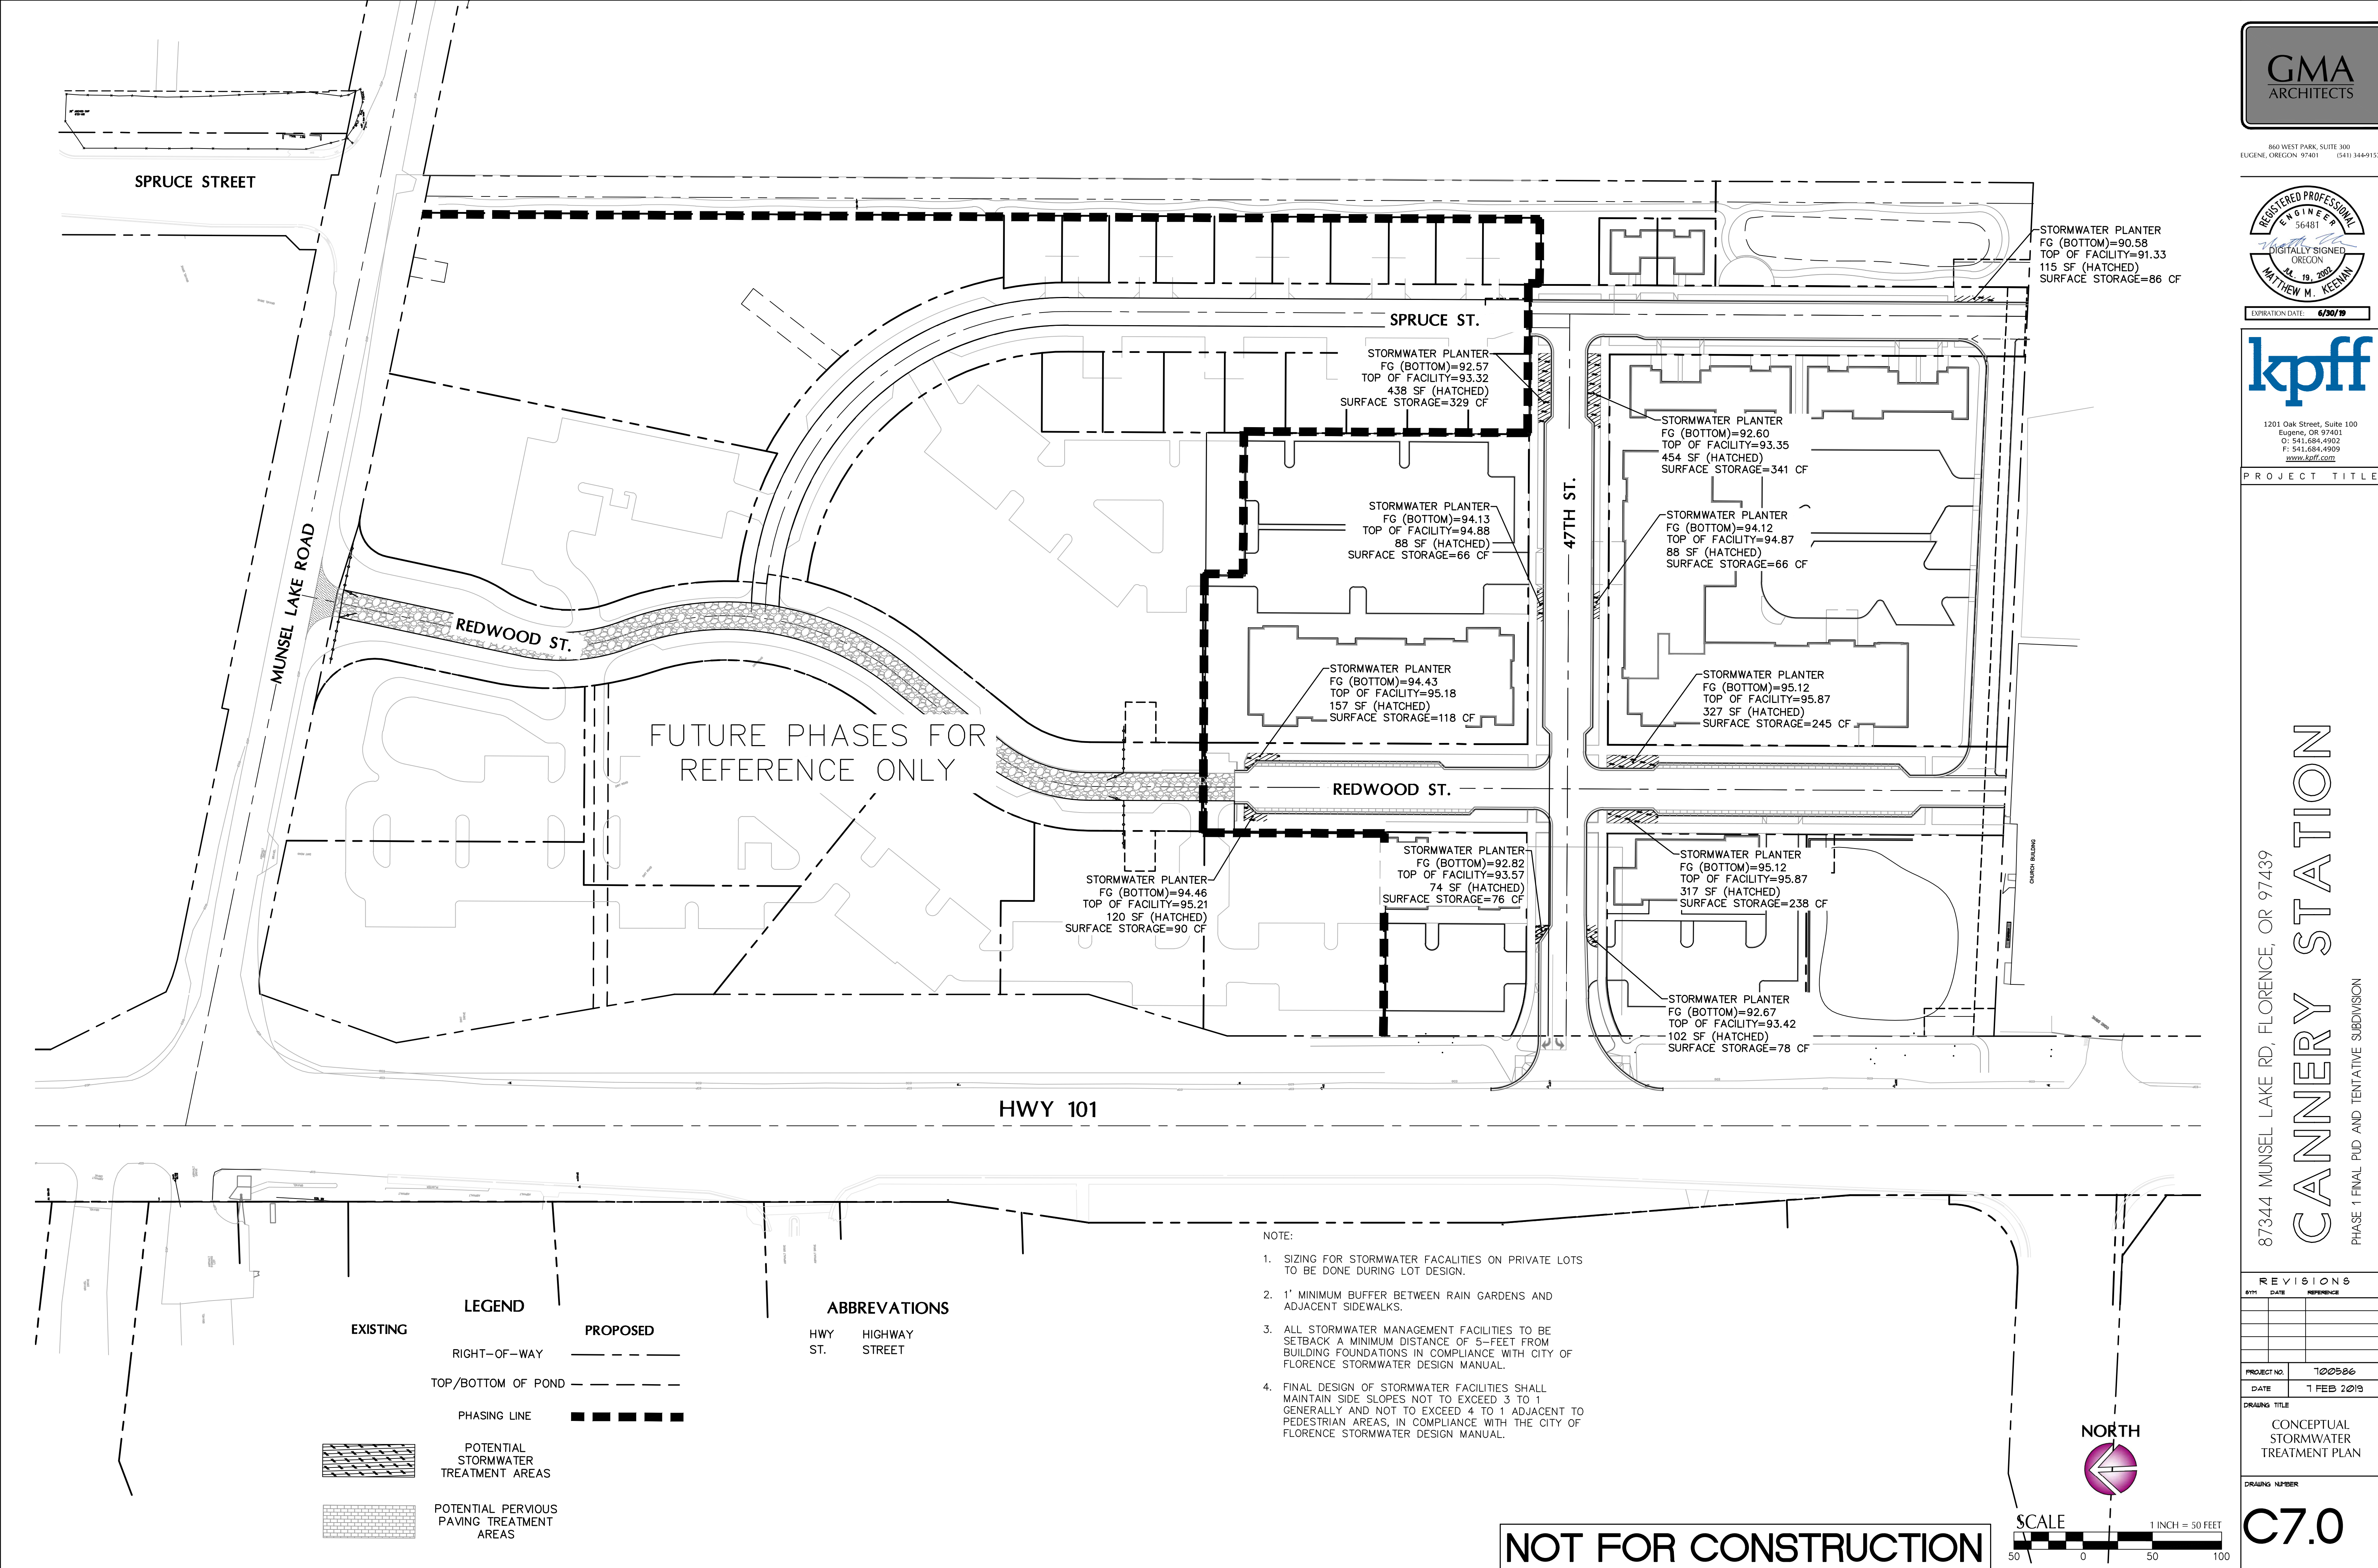 SPRUCE STREET
MUNSEL LAKE ROAD
SPRUCE ST.
STORMWATER PLANTER
FG (BOTTOM)=90.58
TOP OF FACILITY=91.33
115 SF (HATCHED)
SURFACE STORAGE=86 CF
STORMWATER PLANTER
FG (BOTTOM)=92.57
TOP OF FACILITY=93.32
438 SF (HATCHED)
SURFACE STORAGE=329 CF
STORMWATER PLANTER
FG (BOTTOM)=92.60
TOP OF FACILITY=93.35
454 SF (HATCHED)
SURFACE STORAGE=341 CF
47TH ST.
STORMWATER PLANTER
FG (BOTTOM)=94.13
TOP OF FACILITY=94.88
88 SF (HATCHED)
SURFACE STORAGE=66 CF
STORMWATER PLANTER
FG (BOTTOM)=94.12
TOP OF FACILITY=94.87
88 SF (HATCHED)
SURFACE STORAGE=66 CF
REDWOOD ST.
STORMWATER PLANTER
FG (BOTTOM)=94.43
TOP OF FACILITY=95.18
157 SF (HATCHED)
SURFACE STORAGE=118 CF
STORMWATER PLANTER
FG (BOTTOM)=95.12
TOP OF FACILITY=95.87
327 SF (HATCHED)
SURFACE STORAGE=245 CF
FUTURE PHASES FOR
REFERENCE ONLY
REDWOOD ST.
STORMWATER PLANTER
FG (BOTTOM)=94.46
TOP OF FACILITY=95.21
120 SF (HATCHED)
SURFACE STORAGE=90 CF
STORMWATER PLANTER
FG (BOTTOM)=92.82
TOP OF FACILITY=93.57
74 SF (HATCHED)
SURFACE STORAGE=76 CF
STORMWATER PLANTER
FG (BOTTOM)=95.12
TOP OF FACILITY=95.87
317 SF (HATCHED)
SURFACE STORAGE=238 CF
CHURCH BUILDING
STORMWATER PLANTER
FG (BOTTOM)=92.67
TOP OF FACILITY=93.42
102 SF (HATCHED)
SURFACE STORAGE=78 CF
HWY 101
LEGEND
EXISTING
PROPOSED
RIGHT-OF-WAY
TOP/BOTTOM OF POND
PHASING LINE
POTENTIAL
STORMWATER
TREATMENT AREAS
POTENTIAL PERVIOUS
PAVING TREATMENT
AREAS
ABBREVATIONS
HWY HIGHWAY
ST. STREET
NOTE:
1. SIZING FOR STORMWATER FACALITIES ON PRIVATE LOTS
TO BE DONE DURING LOT DESIGN.
2. 1' MINIMUM BUFFER BETWEEN RAIN GARDENS AND
ADJACENT SIDEWALKS.
3. ALL STORMWATER MANAGEMENT FACILITIES TO BE
SETBACK A MINIMUM DISTANCE OF 5-FEET FROM
BUILDING FOUNDATIONS IN COMPLIANCE WITH CITY OF
FLORENCE STORMWATER DESIGN MANUAL.
4. FINAL DESIGN OF STORMWATER FACILITIES SHALL
MAINTAIN SIDE SLOPES NOT TO EXCEED 3 TO 1
GENERALLY AND NOT TO EXCEED 4 TO 1 ADJACENT TO
PEDESTRIAN AREAS, IN COMPLIANCE WITH THE CITY OF
FLORENCE STORMWATER DESIGN MANUAL.
NOT FOR CONSTRUCTION
NORTH
SCALE
1 INCH = 50 FEET
50 0 50 100
GMA
ARCHITECTS
860 WEST PARK, SUITE 300
EUGENE, OREGON 97401 (541) 344-915
REGISTERED PROFESSIONAL
ENGINEER
56481
DIGITALLY SIGNED
OREGON
JUL. 19, 2002
MATTHEW M. KEENAN
EXPIRATION DATE: 6/30/19
kpff
1201 Oak Street, Suite 100
Eugene, OR 97401
O: 541.684.4902
F: 541.684.4909
www.kpff.com
PROJECT TITLE
87344 MUNSEL LAKE RD, FLORENCE, OR 97439
CANNERY STATION
PHASE 1 FINAL PUD AND TENTATIVE SUBDIVISION
REVISIONS
SYM DATE REFERENCE
PROJECT NO. 700586
DATE 7 FEB 2019
DRAWING TITLE
CONCEPTUAL
STORMWATER
TREATMENT PLAN
DRAWING NUMBER
C7.0